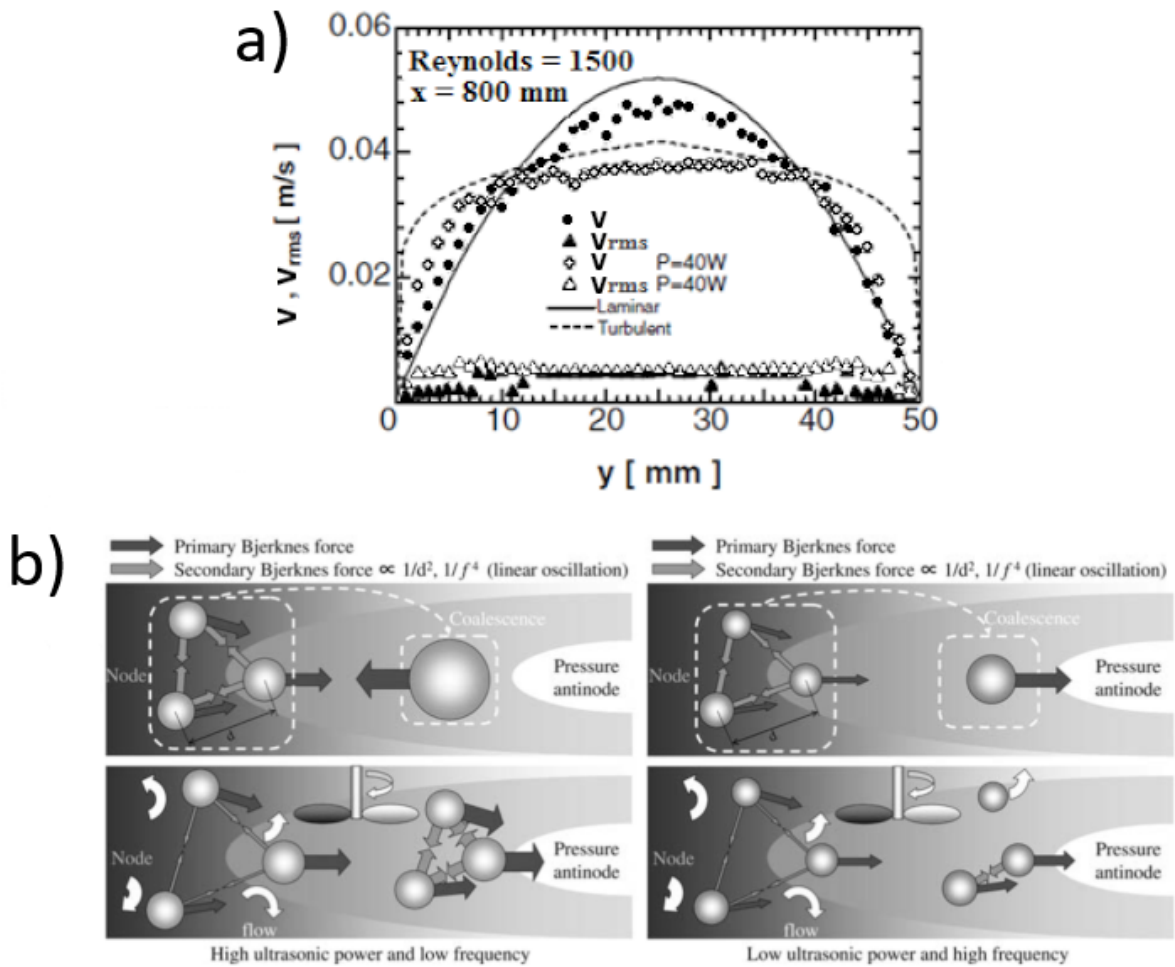 a)
0.06
0.04
0.02
v , v rms [ m/s ]
Reynolds = 1500
x = 800 mm
V
Vrms
V P=40W
Vrms P=40W
Laminar
Turbulent
0 10 20 30 40 50
y [ mm ]
b)
Primary Bjerknes force
Secondary Bjerknes force ∝ 1/d², 1/f⁴ (linear oscillation)
Coalescence
Node
Pressure
antinode
d
Node
flow
Pressure
antinode
High ultrasonic power and low frequency
Primary Bjerknes force
Secondary Bjerknes force ∝ 1/d², 1/f⁴ (linear oscillation)
Coalescence
Node
Pressure
antinode
d
Node
flow
Pressure
antinode
Low ultrasonic power and high frequency